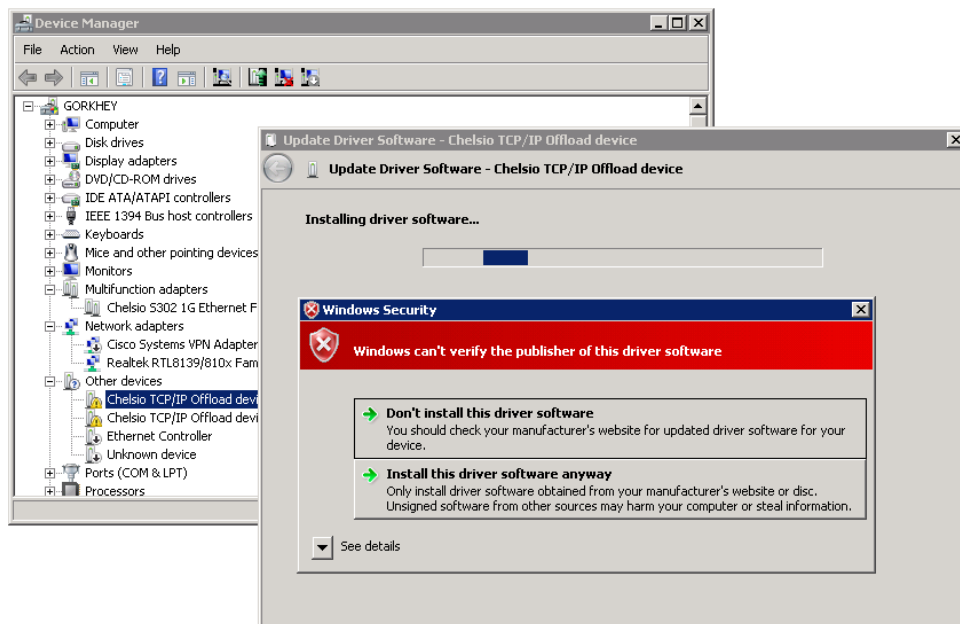 Device Manager
File Action View Help
GORKHEY
Computer
Disk drives
Display adapters
DVD/CD-ROM drives
IDE ATA/ATAPI controllers
IEEE 1394 Bus host controllers
Keyboards
Mice and other pointing devices
Monitors
Multifunction adapters
Chelsio S302 1G Ethernet F
Network adapters
Cisco Systems VPN Adapter
Realtek RTL8139/810x Fam
Other devices
Chelsio TCP/IP Offload devi
Chelsio TCP/IP Offload devi
Ethernet Controller
Unknown device
Ports (COM & LPT)
Processors
Update Driver Software - Chelsio TCP/IP Offload device
Update Driver Software - Chelsio TCP/IP Offload device
Installing driver software...
Windows Security
Windows can't verify the publisher of this driver software
Don't install this driver software
You should check your manufacturer's website for updated driver software for your
device.
Install this driver software anyway
Only install driver software obtained from your manufacturer's website or disc.
Unsigned software from other sources may harm your computer or steal information.
See details